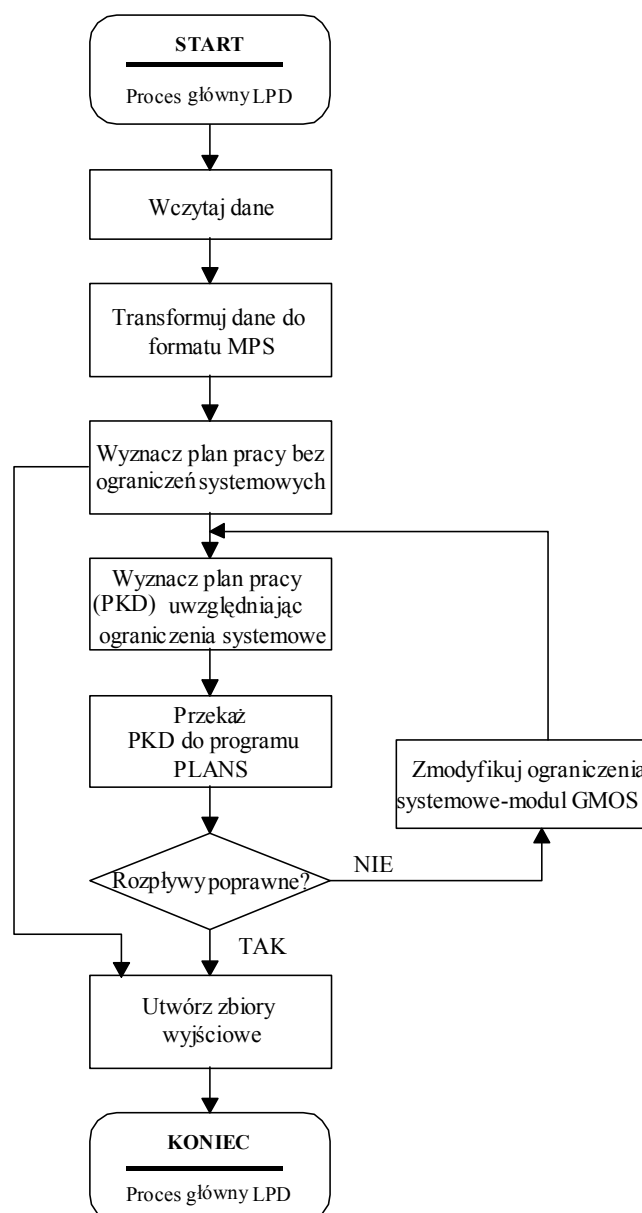 START
Proces główny LPD
Wczytaj dane
Transformuj dane do
formatu MPS
Wyznacz plan pracy bez
ograniczeń systemowych
Wyznacz plan pracy
(PKD) uwzględniając
ograniczenia systemowe
Przekaż
PKD do programu
PLANS
Zmodyfikuj ograniczenia
systemowe-modul GMOS
Rozpływy poprawne?
NIE
TAK
Utwórz zbiory
wyjściowe
KONIEC
Proces główny LPD